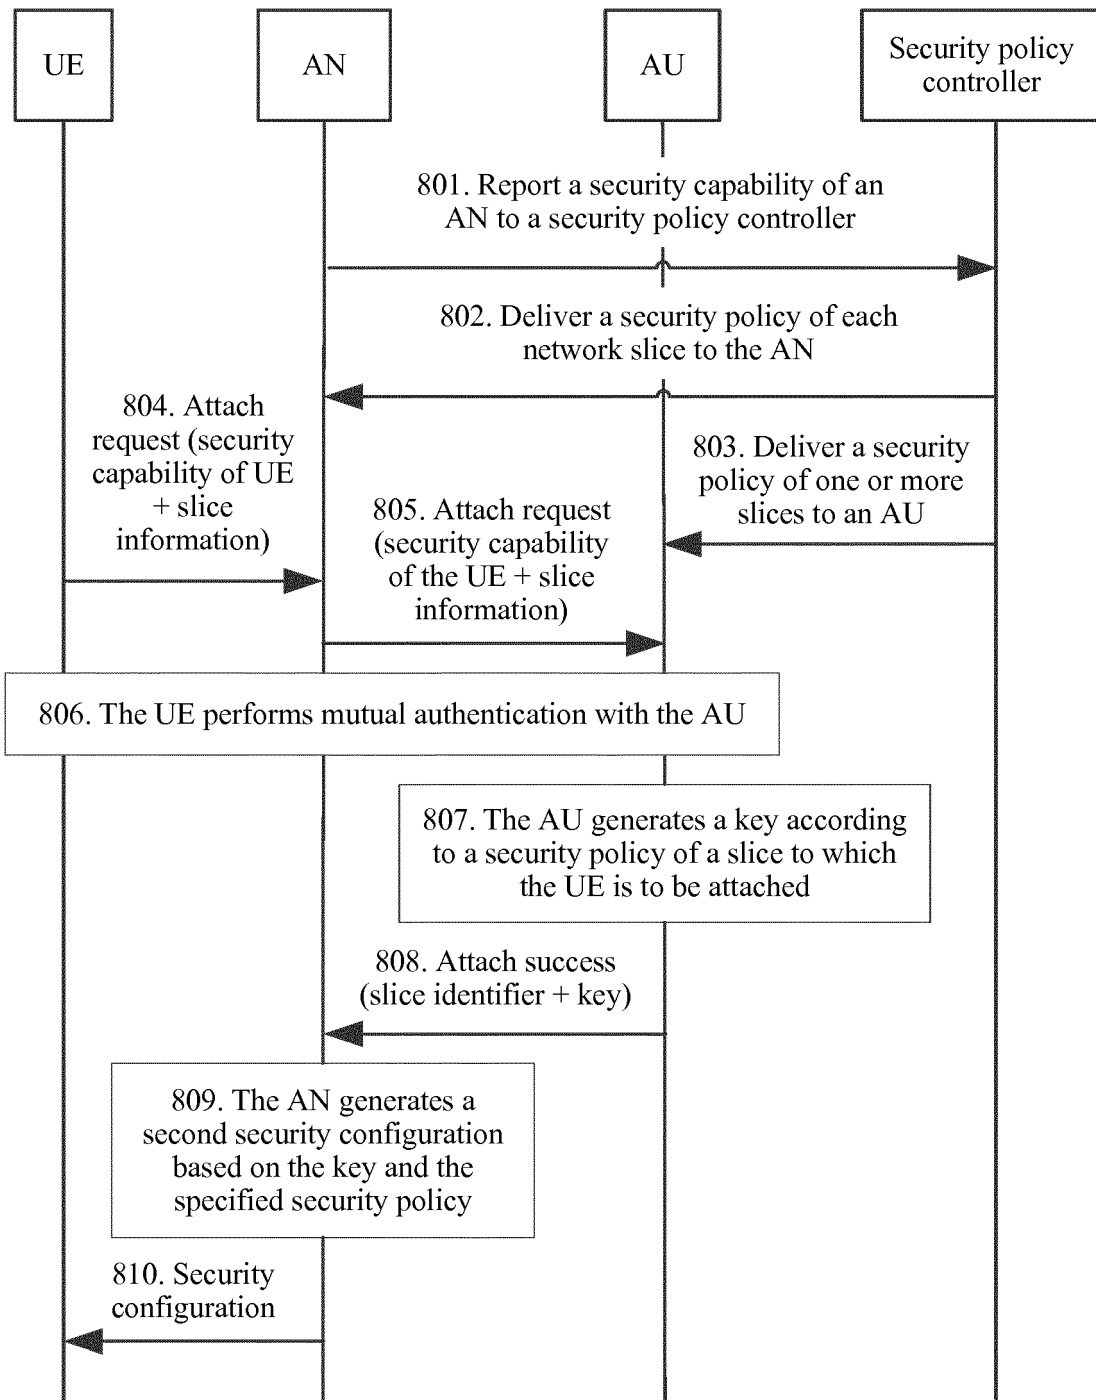 UE
AN
AU
Security policy
controller
801. Report a security capability of an
AN to a security policy controller
802. Deliver a security policy of each
network slice to the AN
803. Deliver a security
policy of one or more
slices to an AU
804. Attach
request (security
capability of UE
+ slice
information)
805. Attach request
(security capability
of the UE + slice
information)
806. The UE performs mutual authentication with the AU
807. The AU generates a key according
to a security policy of a slice to which
the UE is to be attached
808. Attach success
(slice identifier + key)
809. The AN generates a
second security configuration
based on the key and the
specified security policy
810. Security
configuration